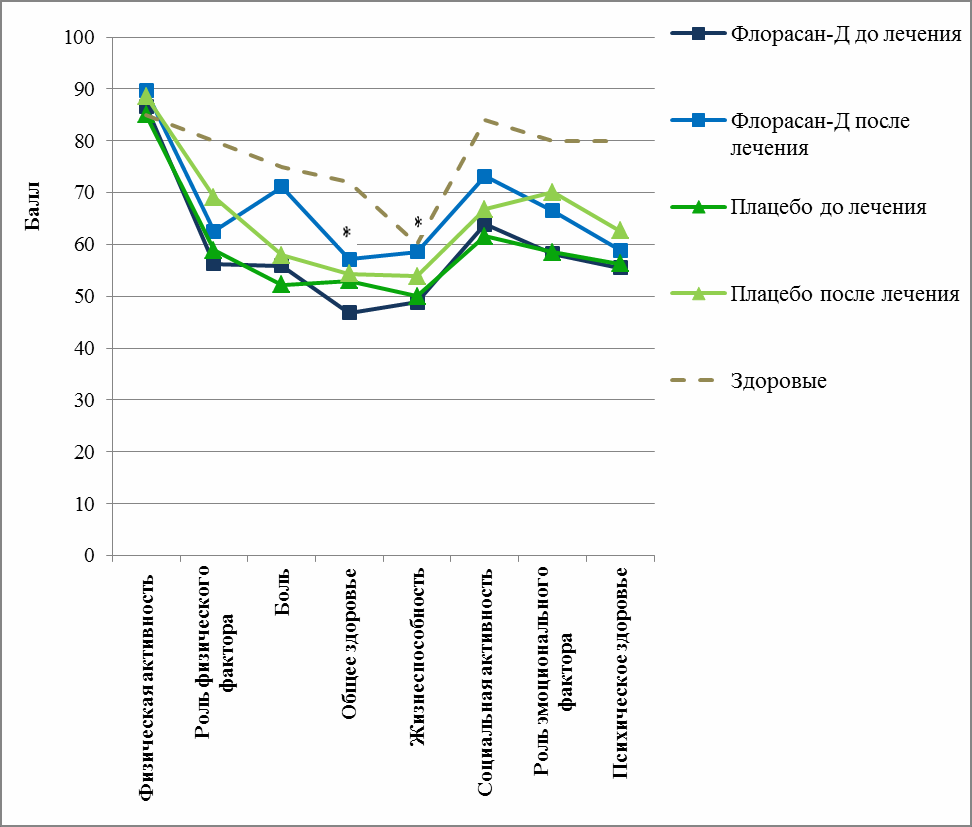 Балл
100
90
80
70
60
50
40
30
20
10
0
*
*
Физическая активность
Роль физического
фактора
Боль
Общее здоровье
Жизнеспособность
Социальная активность
Роль эмоционального
фактора
Психическое здоровье
Флорасан-Д до лечения
Флорасан-Д после
лечения
Плацебо до лечения
Плацебо после лечения
Здоровые